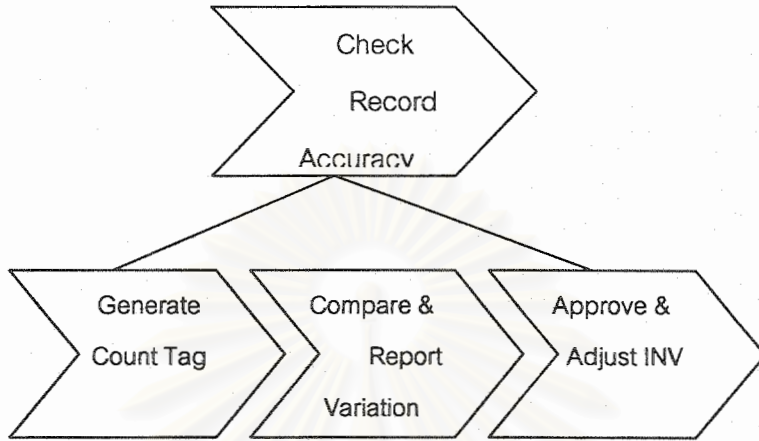 Check
Record
Accuracy
Generate
Count Tag
Compare &
Report
Variation
Approve &
Adjust INV